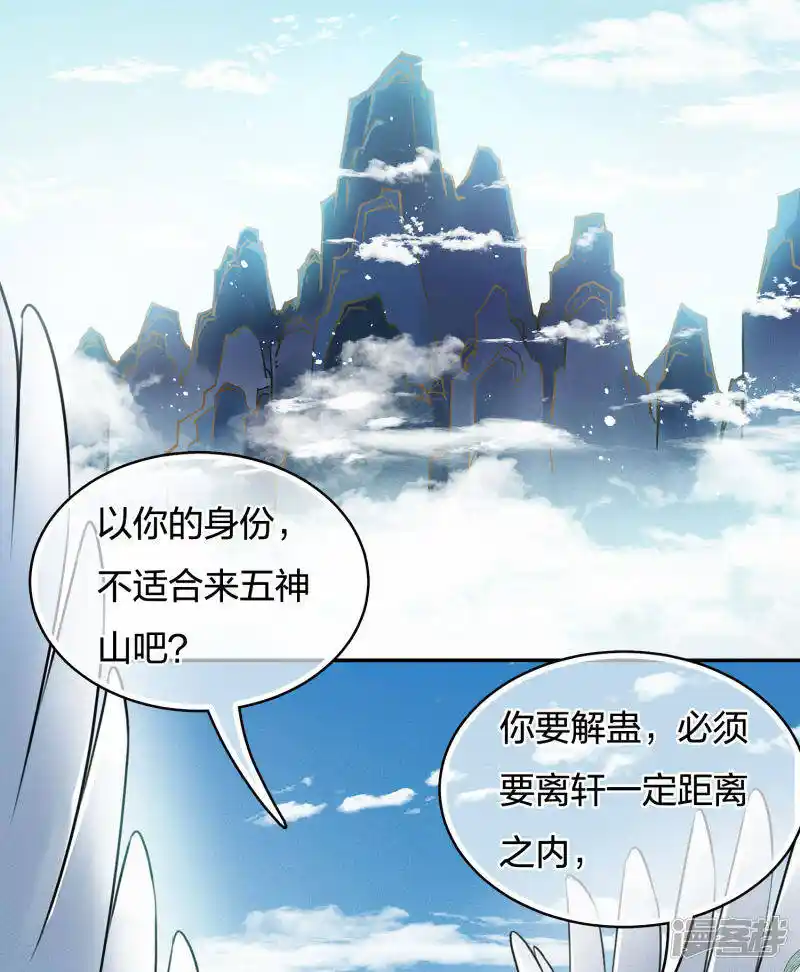 以你的身份，
不适合来五神
山吧？
你要解蛊，必须
要离轩一定距离
之内，
漫客栈